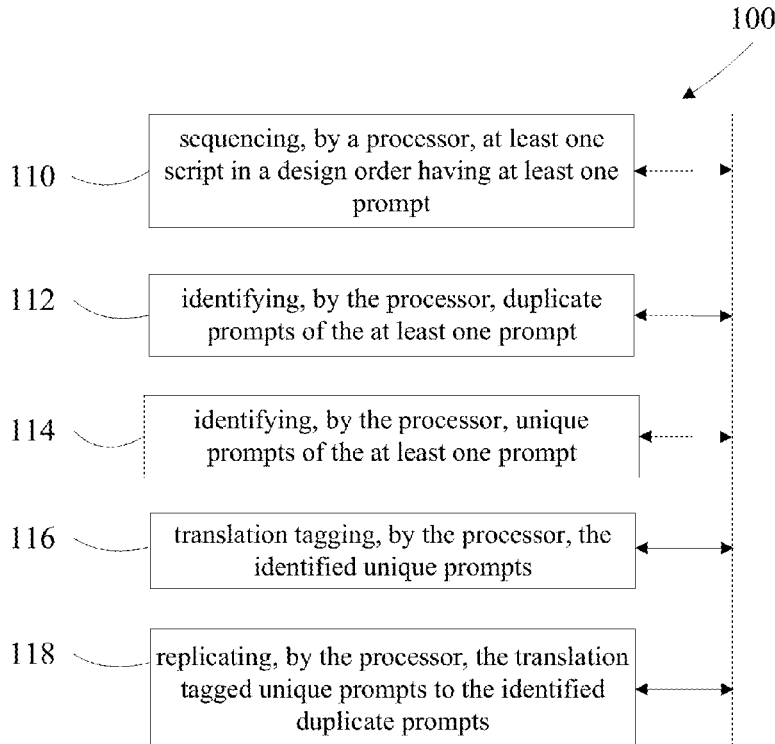 100
110
sequencing, by a processor, at least one
script in a design order having at least one
prompt
112
identifying, by the processor, duplicate
prompts of the at least one prompt
114
identifying, by the processor, unique
prompts of the at least one prompt
116
translation tagging, by the processor, the
identified unique prompts
118
replicating, by the processor, the translation
tagged unique prompts to the identified
duplicate prompts